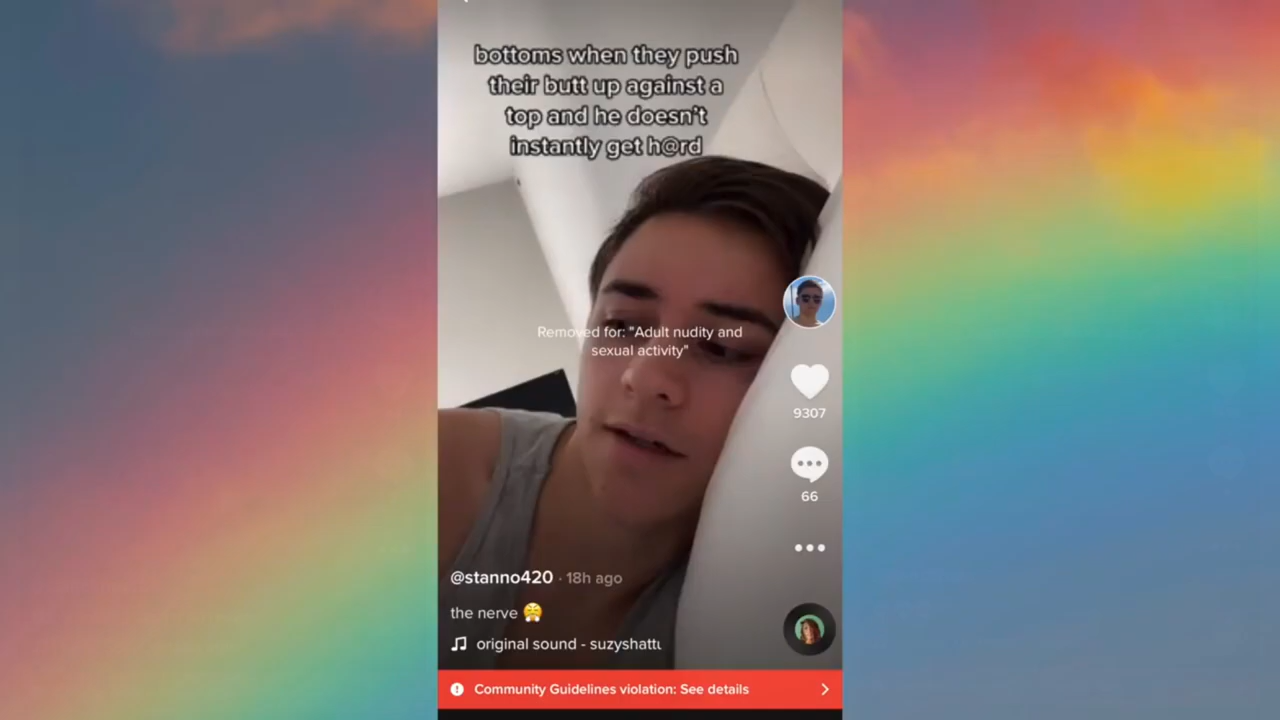 bottoms when they push
their butt up against a
top and he doesn't
instantly get h@rd
Removed for: "Adult nudity and
sexual activity"
9307
66
@stanno420 · 18h ago
the nerve 😤
original sound - suzyshattu
Community Guidelines violation: See details